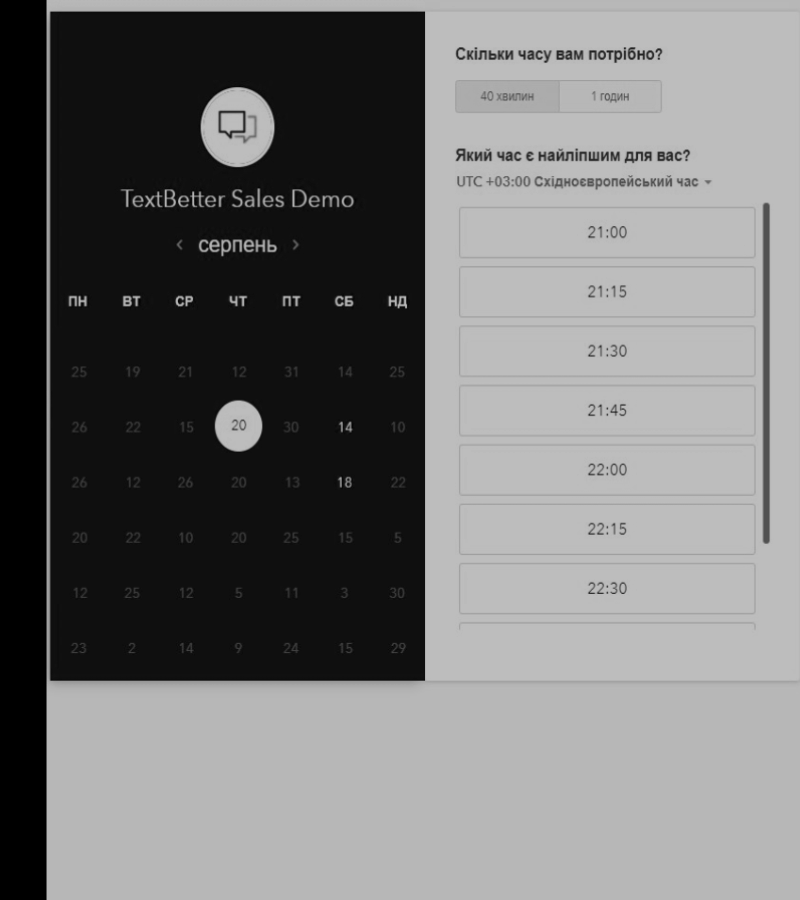 TextBetter Sales Demo
серпень
ПН ВТ СР ЧТ ПТ СБ НД
25 19 21 12 31 14 25
26 22 15 20 30 14 10
26 12 26 20 13 18 22
20 22 10 20 25 15 5
12 25 12 5 11 3 30
23 2 14 9 24 15 29
Скільки часу вам потрібно?
40 хвилин 1 годин
Який час є найліпшим для вас?
UTC +03:00 Східноєвропейський час
21:00
21:15
21:30
21:45
22:00
22:15
22:30